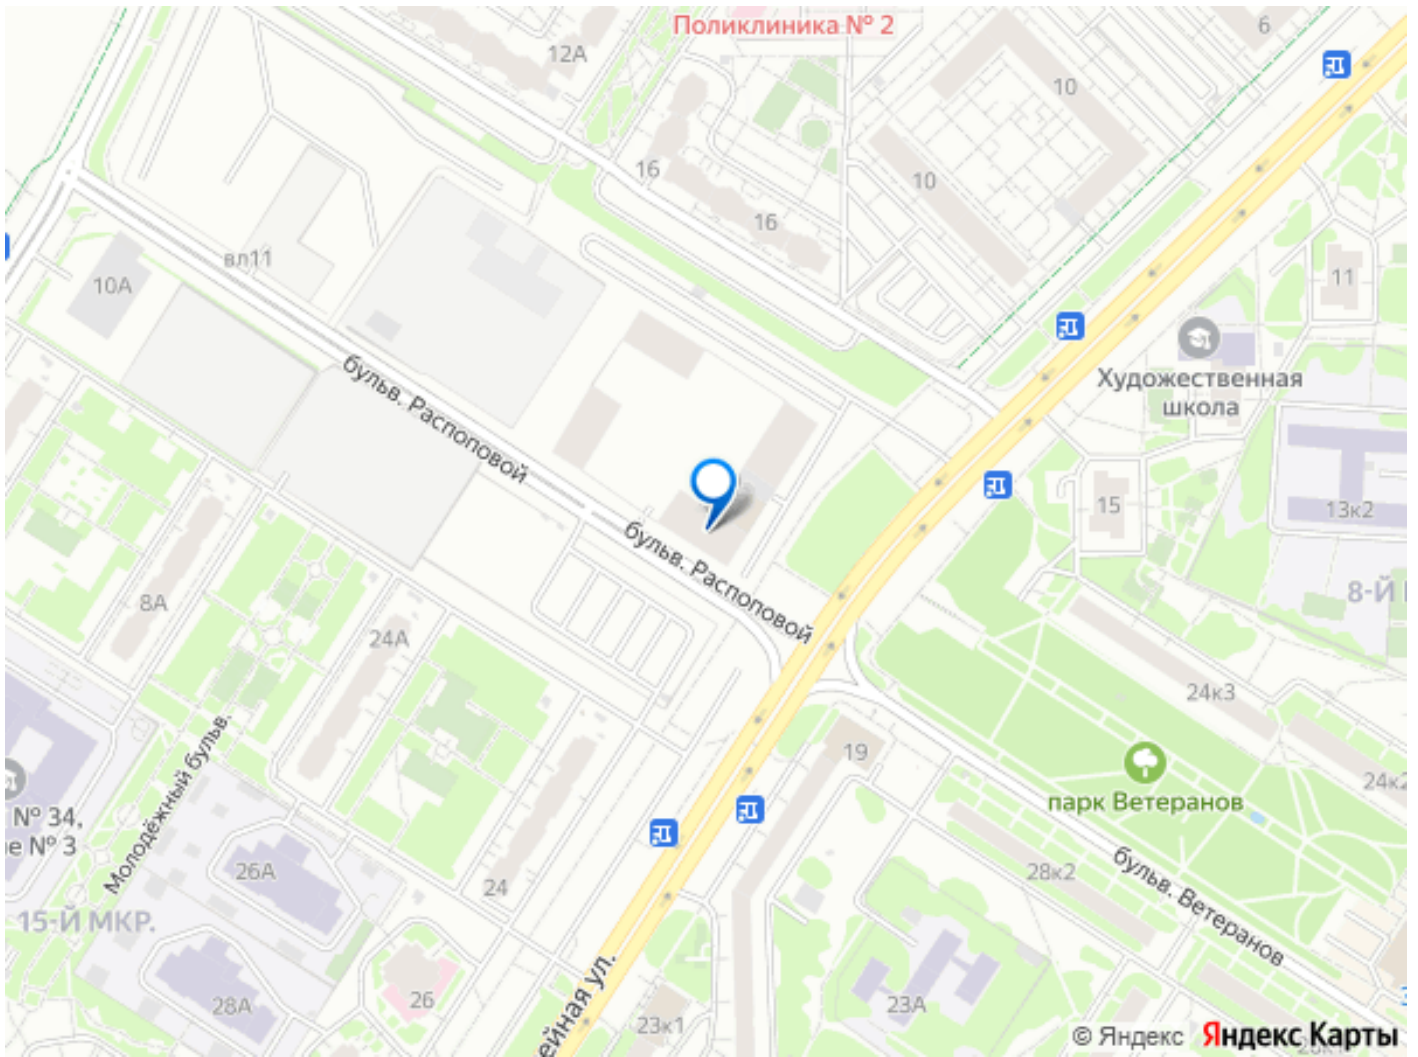 Поликлиника № 2
12А
6
10
16
10
16
вл11
10А
11
Художественная
школа
бульв. Распоповой
15
13к2
бульв. Распоповой
8-Й
8А
24А
24к3
Молодёжный бульв.
19
24к2
парк Ветеранов
№ 34,
е № 3
26А
24
28к2
бульв. Ветеранов
15-Й МКР.
28А
26
23А
23к1
ейная ул.
© Яндекс Яндекс Карты